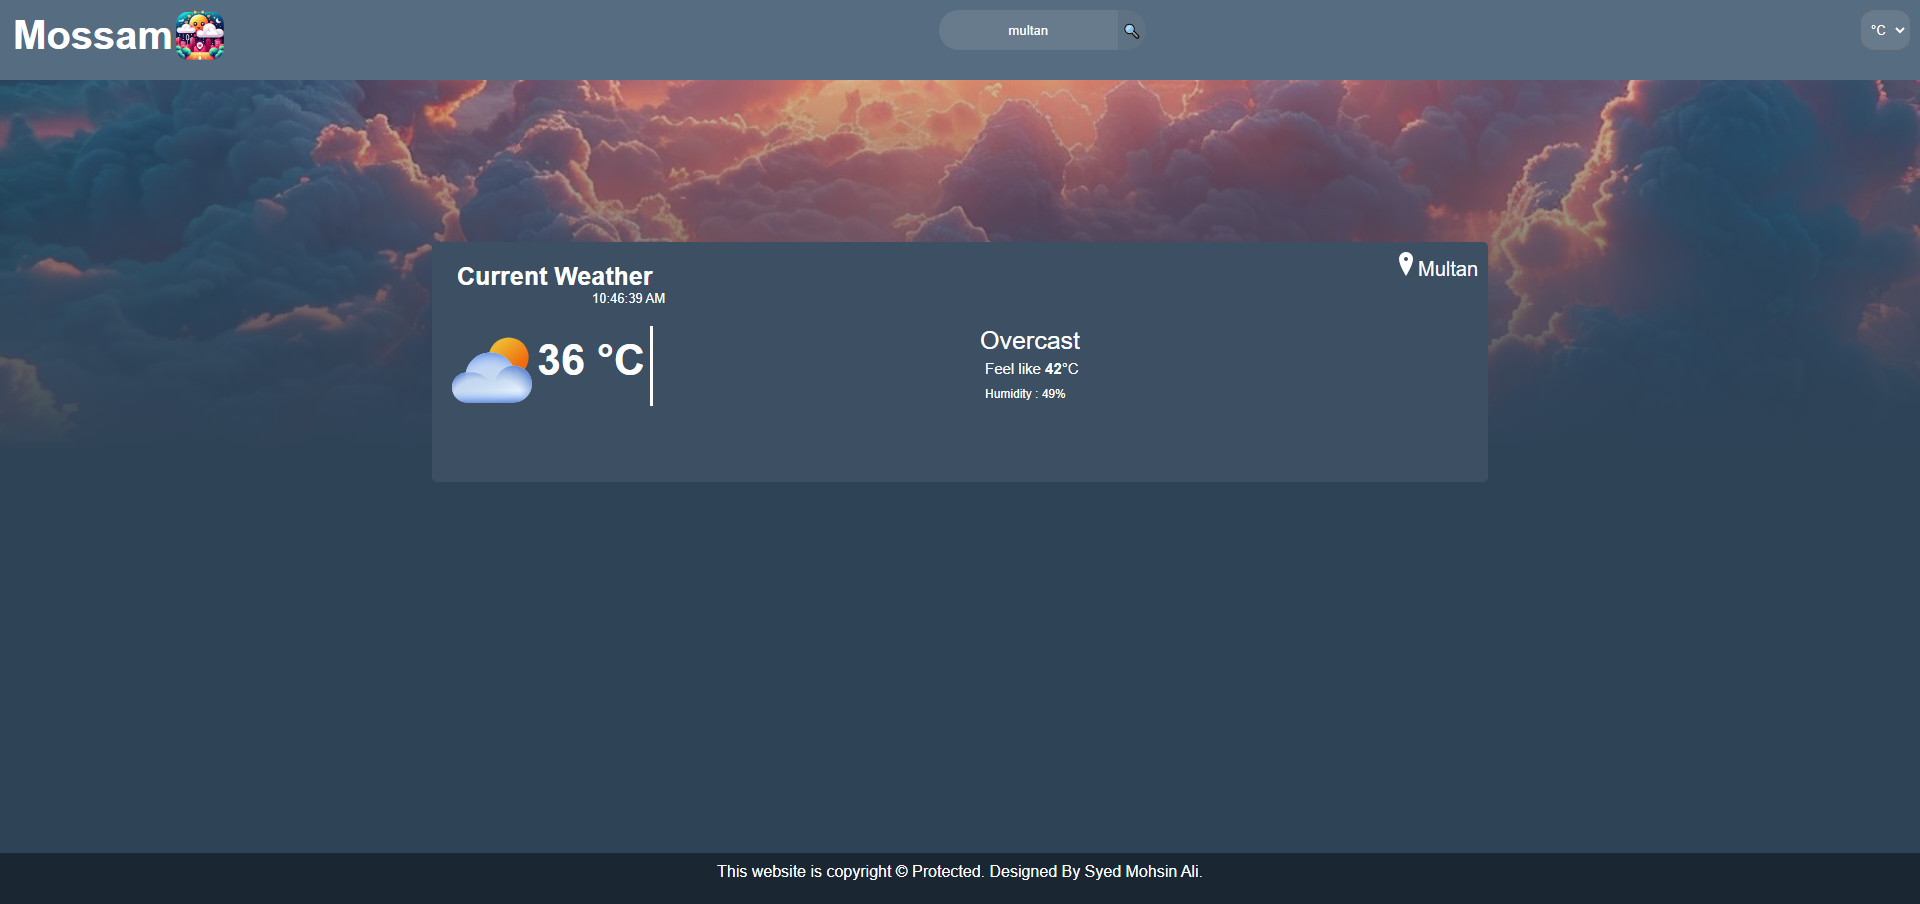 Mossam
multan
°C
Current Weather
10:46:39 AM
Multan
36 °C
Overcast
Feel like 42°C
Humidity : 49%
This website is copyright © Protected. Designed By Syed Mohsin Ali.